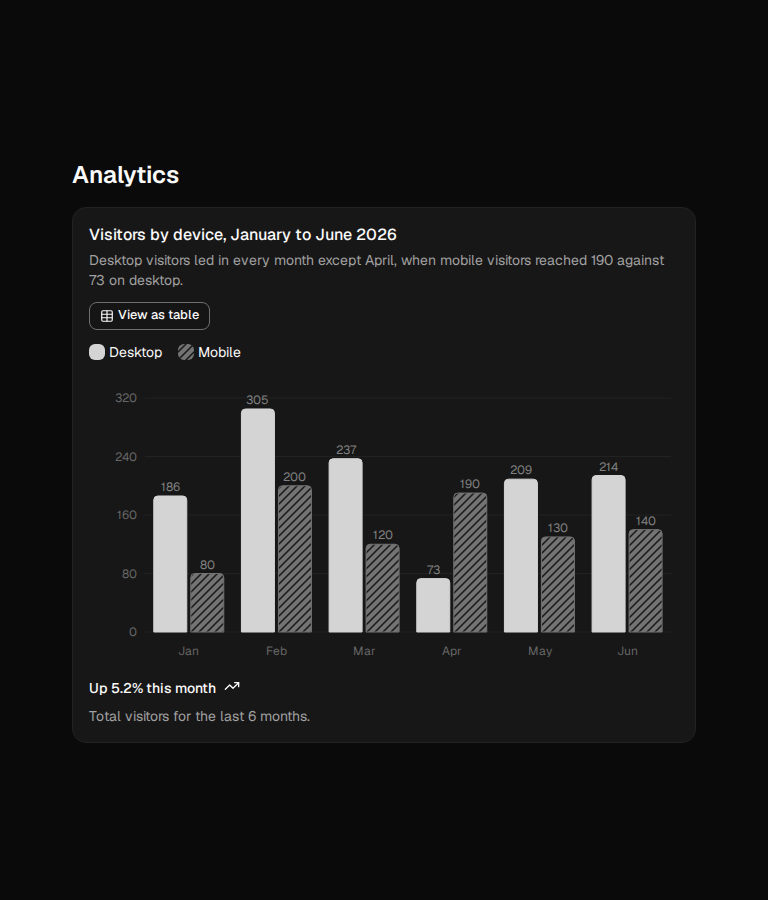 Analytics
Visitors by device, January to June 2026
Desktop visitors led in every month except April, when mobile visitors reached 190 against
73 on desktop.
View as table
Desktop Mobile
320
240
160
80
0
186
80
305
200
237
120
73
190
209
130
214
140
Jan Feb Mar Apr May Jun
Up 5.2% this month
Total visitors for the last 6 months.